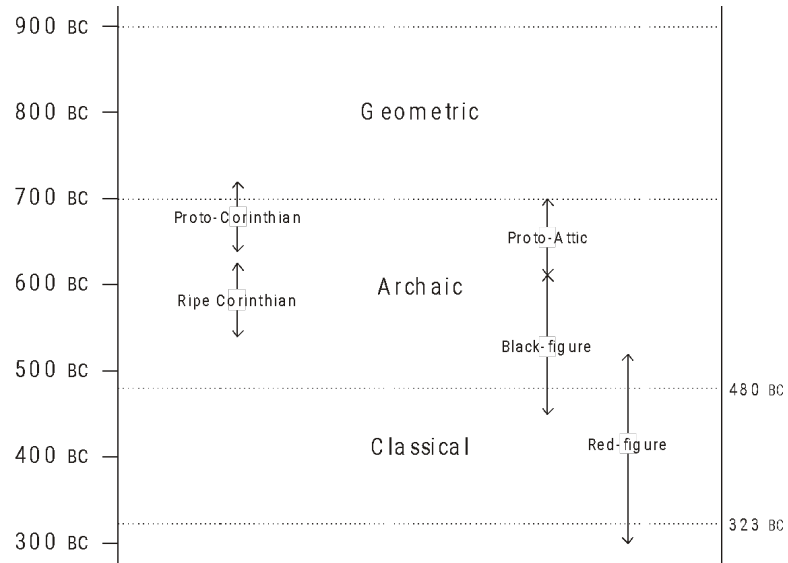 900 BC
800 BC
Geometric
700 BC
Proto-Corinthian
Proto-Attic
600 BC
Archaic
Ripe Corinthian
Black-figure
500 BC
480 BC
Classical
Red-figure
400 BC
323 BC
300 BC